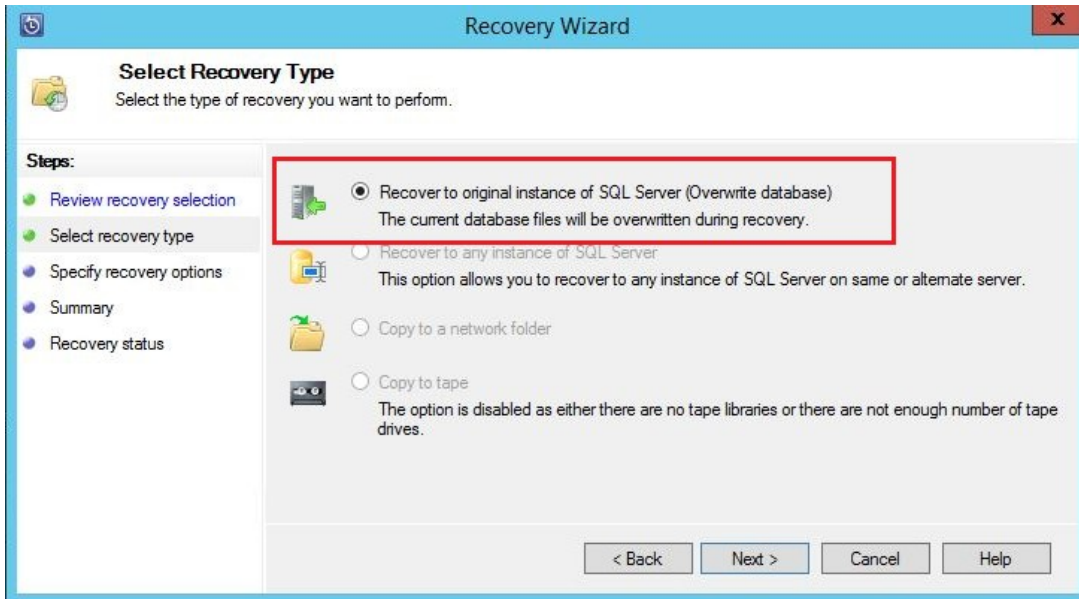 Recovery Wizard
x
Select Recovery Type
Select the type of recovery you want to perform.
Steps:
Review recovery selection
Select recovery type
Specify recovery options
Summary
Recovery status
Recover to original instance of SQL Server (Overwrite database)
The current database files will be overwritten during recovery.
Recover to any instance of SQL Server
This option allows you to recover to any instance of SQL Server on same or alternate server.
Copy to a network folder
Copy to tape
The option is disabled as either there are no tape libraries or there are not enough number of tape
drives.
< Back Next > Cancel Help